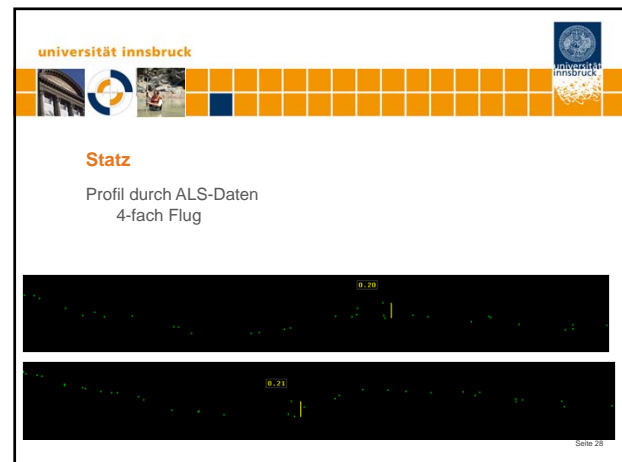 universität innsbruck
universität
innsbruck
Statz
Profil durch ALS-Daten
4-fach Flug
0.20
0.21
Seite 28